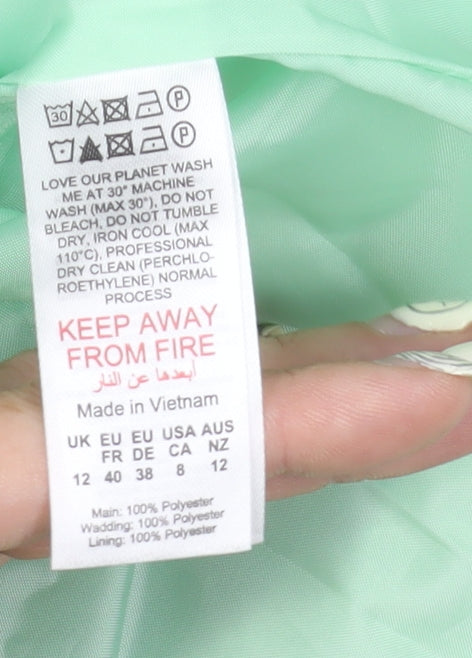 30 P
P
LOVE OUR PLANET WASH
ME AT 30° MACHINE
WASH (MAX 30°), DO NOT
BLEACH, DO NOT TUMBLE
DRY, IRON COOL (MAX
110°C), PROFESSIONAL
DRY CLEAN (PERCHLO-
ROETHYLENE) NORMAL
PROCESS
KEEP AWAY
FROM FIRE
أبعدها عن النار
Made in Vietnam
UK EU EU USA AUS
FR DE CA NZ
12 40 38 8 12
Main: 100% Polyester
Wadding: 100% Polyester
Lining: 100% Polyester